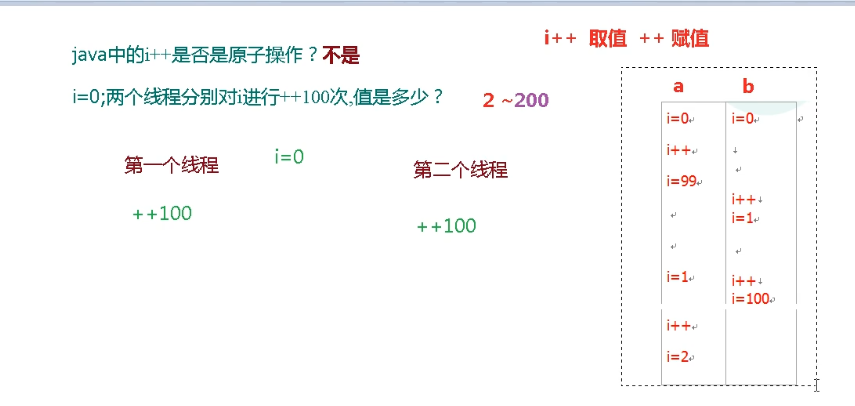 i++ 取值 ++ 赋值
java中的i++是否是原子操作？不是
i=0;两个线程分别对i进行++100次,值是多少？ 2 ~200
第一个线程 i=0 第二个线程
++100 ++100
a b
i=0 i=0
i++
i=99
i++
i=1
i=1 i++
i=100
i++
i=2